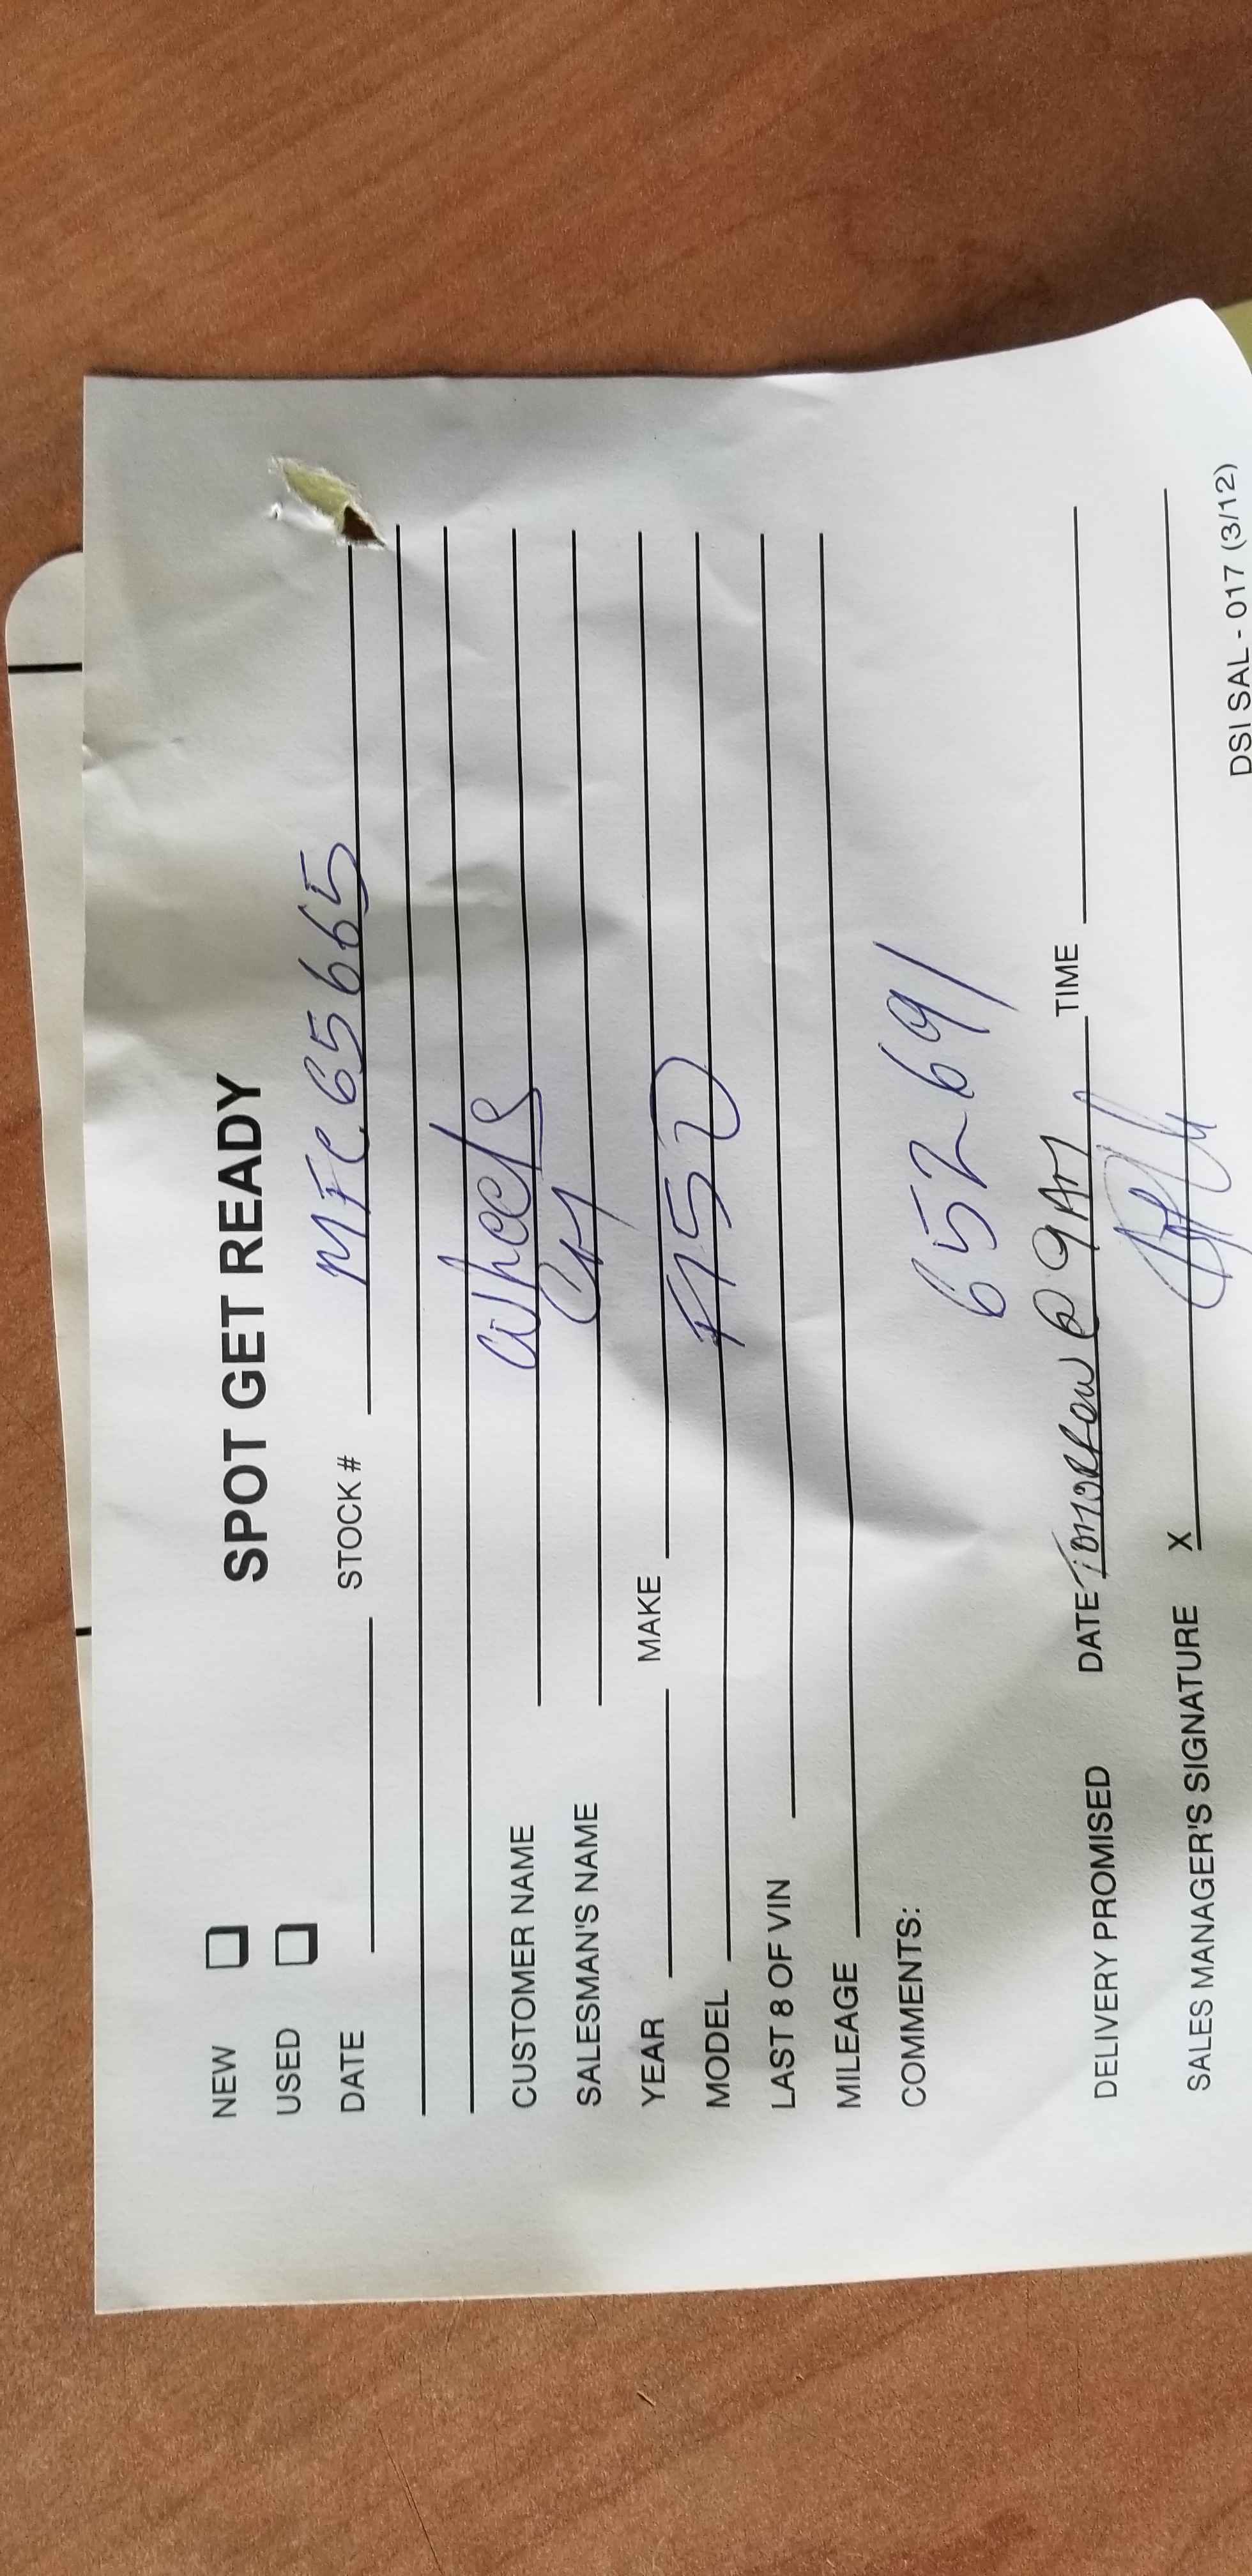 SPOT GET READY
NEW
USED
DATE STOCK # MFC65665
CUSTOMER NAME Wheels
SALESMAN'S NAME
YEAR MAKE
MODEL F150
LAST 8 OF VIN
MILEAGE
COMMENTS:
652691
DELIVERY PROMISED DATE Tomorrow @ 9AM TIME
SALES MANAGER'S SIGNATURE X
DSI SAL - 017 (3/12)